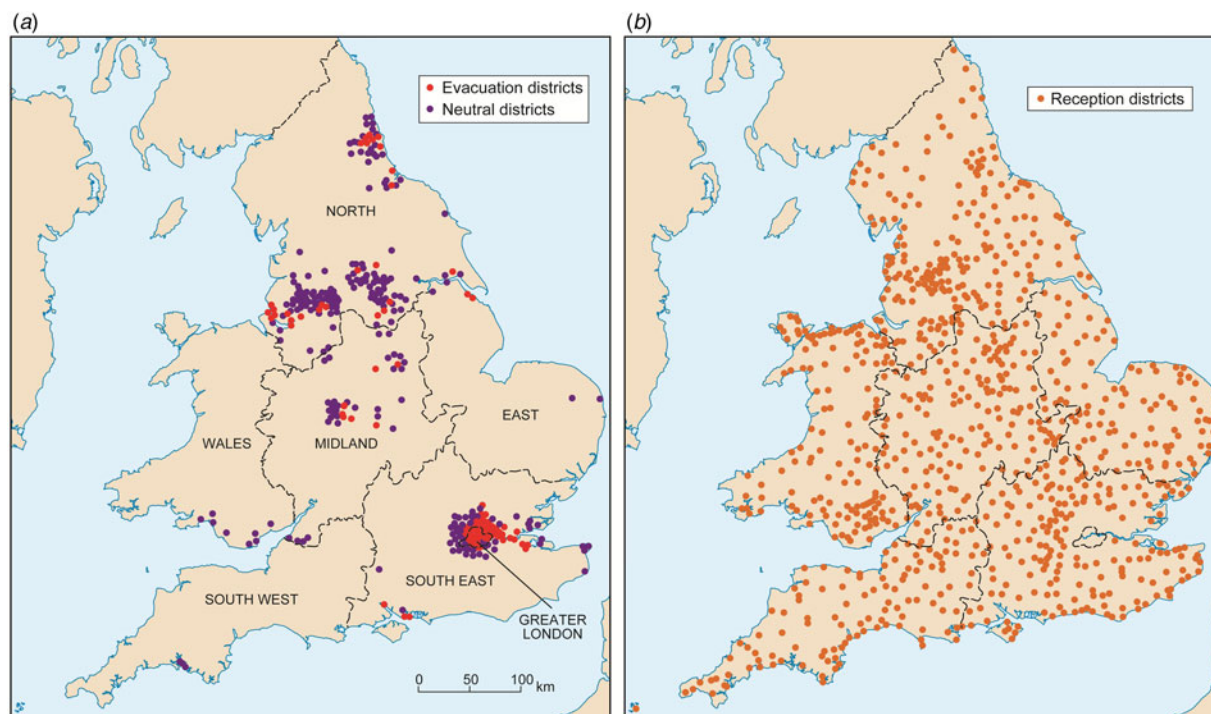 (a)
Evacuation districts
Neutral districts
NORTH
EAST
WALES
MIDLAND
SOUTH EAST
SOUTH WEST
GREATER
LONDON
0 50 100
km
(b)
Reception districts